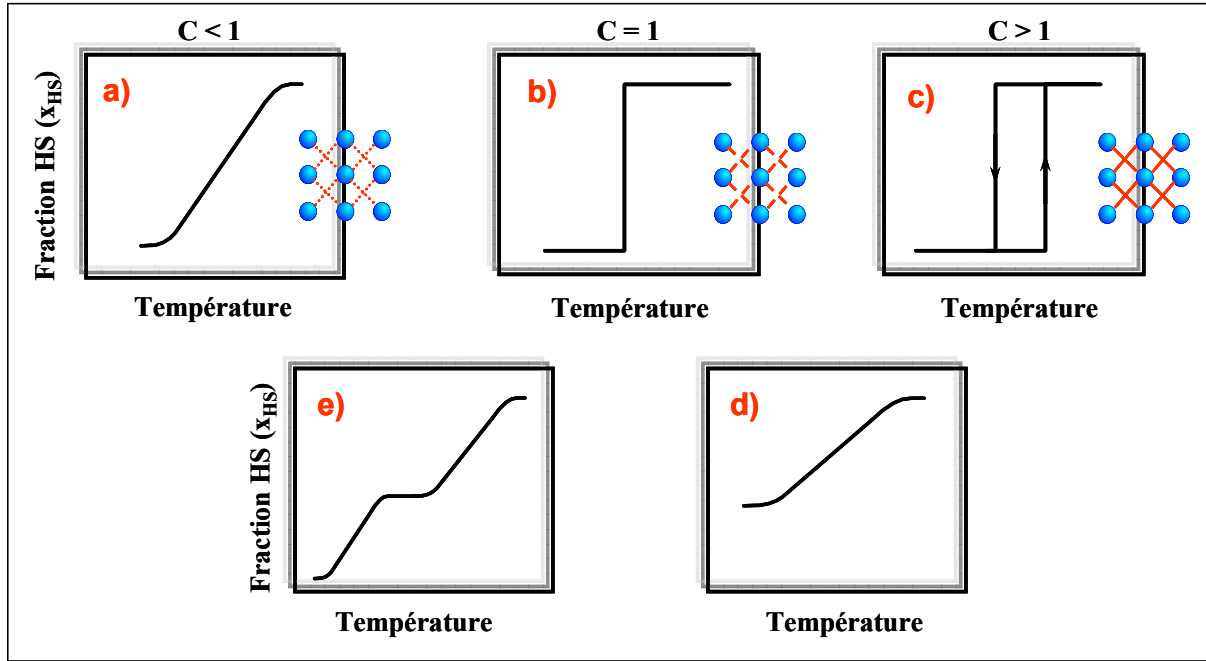 C < 1
C = 1
C > 1
a)
b)
c)
Fraction HS (xHS)
Température
Température
Température
e)
d)
Fraction HS (xHS)
Température
Température